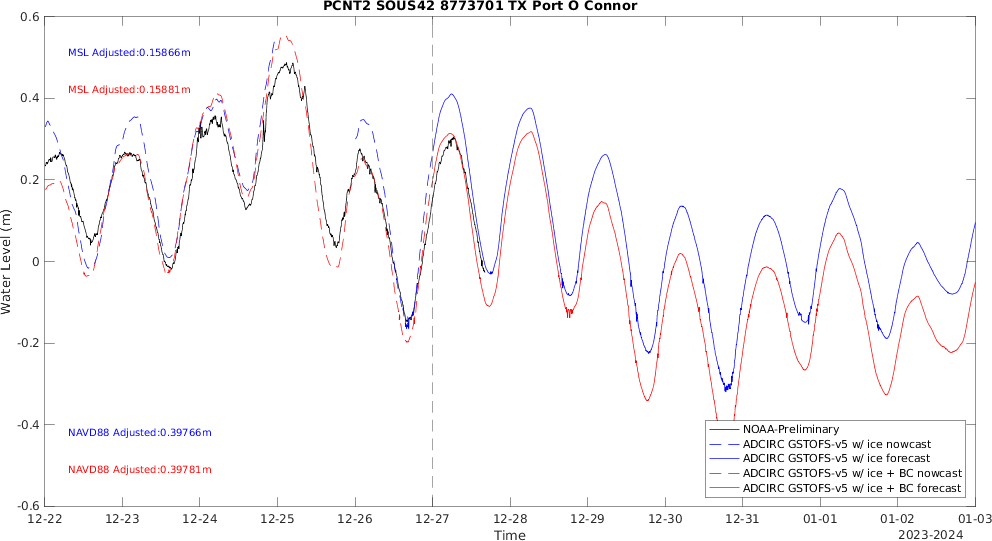 PCNT2 SOUS42 8773701 TX Port O Connor
0.6
MSL Adjusted:0.15866m
MSL Adjusted:0.15881m
0.4
0.2
0
-0.2
-0.4
-0.6
Water Level (m)
NAVD88 Adjusted:0.39766m
NAVD88 Adjusted:0.39781m
NOAA-Preliminary
ADCIRC GSTOFS-v5 w/ ice nowcast
ADCIRC GSTOFS-v5 w/ ice forecast
ADCIRC GSTOFS-v5 w/ ice + BC nowcast
ADCIRC GSTOFS-v5 w/ ice + BC forecast
12-22 12-23 12-24 12-25 12-26 12-27 12-28 12-29 12-30 12-31 01-01 01-02 01-03
Time
2023-2024